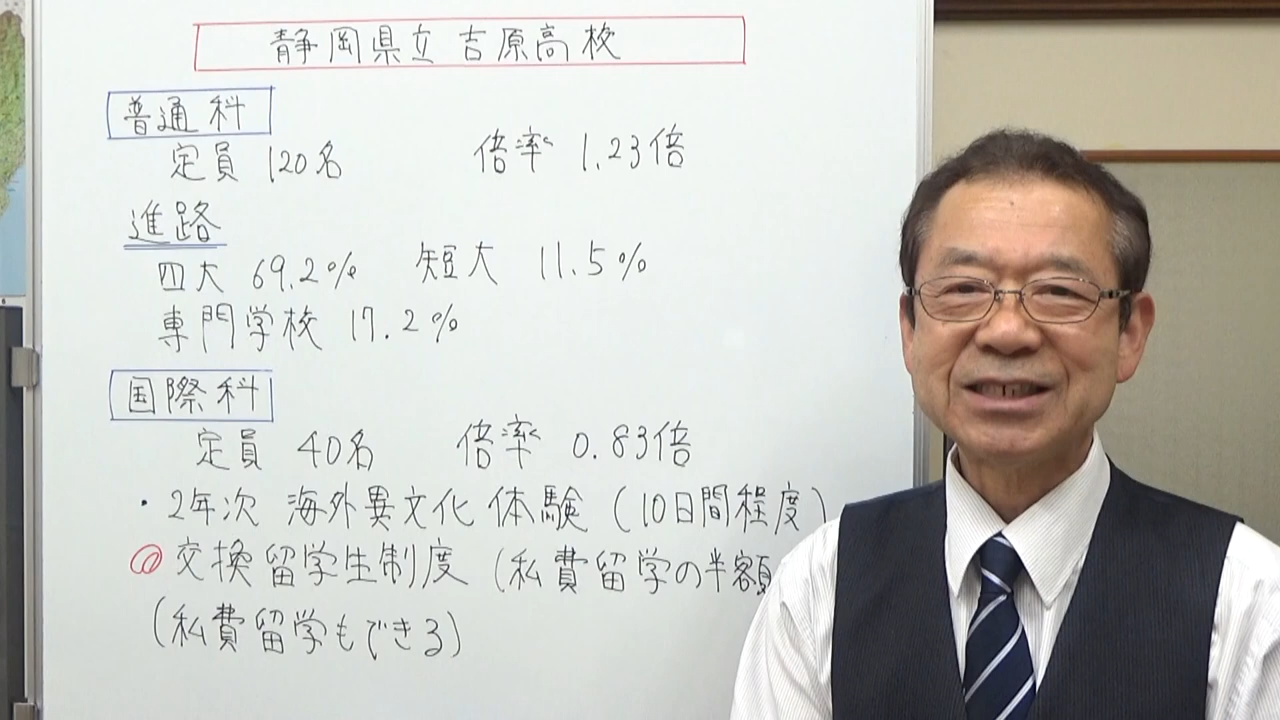 静岡県立 吉原高校
普通科
定員 120名 倍率 1.23倍
進路
四大 69.2% 短大 11.5%
専門学校 17.2%
国際科
定員 40名 倍率 0.83倍
・2年次 海外異文化 体験 (10日間程度)
◎交換留学生制度 (私費留学の半額
(私費留学もできる)